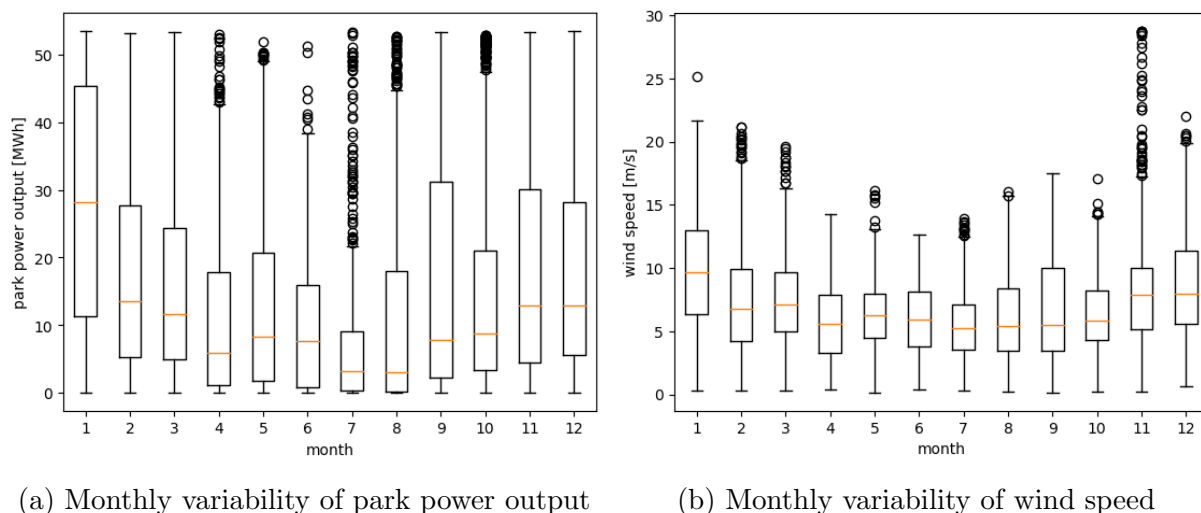 50
40
30
20
10
0
park power output [MWh]
1 2 3 4 5 6 7 8 9 10 11 12
month
(a) Monthly variability of park power output
30
25
20
15
10
5
0
wind speed [m/s]
1 2 3 4 5 6 7 8 9 10 11 12
month
(b) Monthly variability of wind speed